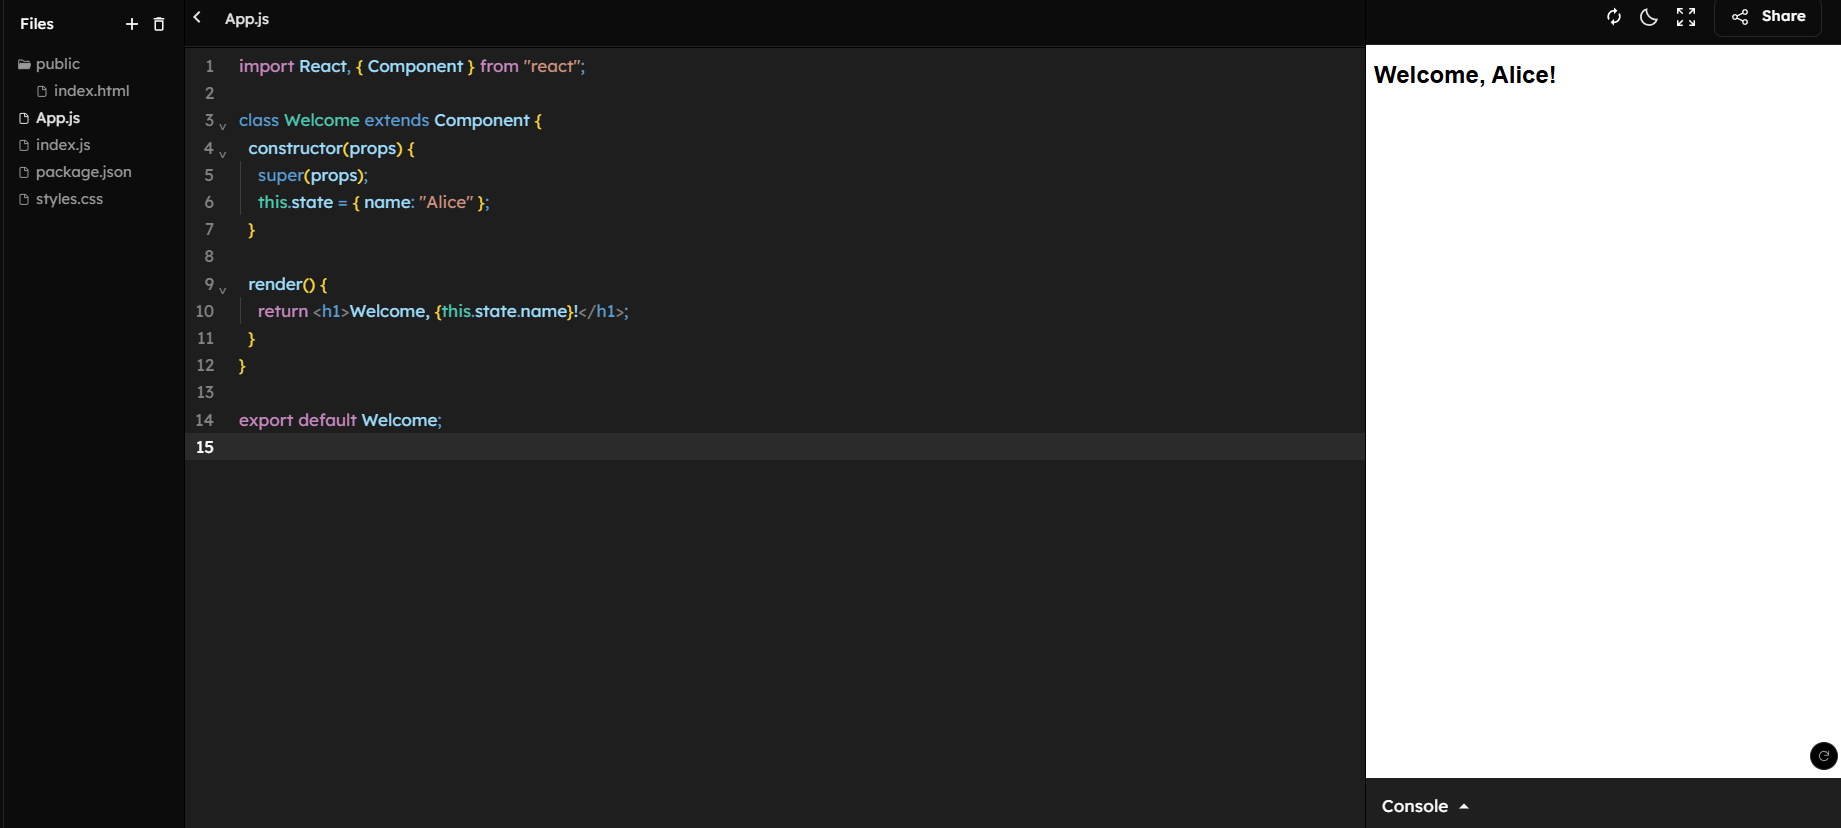 Files
public
index.html
App.js
index.js
package.json
styles.css
App.js
1 import React, { Component } from "react";
2
3 class Welcome extends Component {
4 constructor(props) {
5 super(props);
6 this.state = { name: "Alice" };
7 }
8
9 render() {
10 return <h1>Welcome, {this.state.name}!</h1>;
11 }
12 }
13
14 export default Welcome;
15
Share
Welcome, Alice!
Console